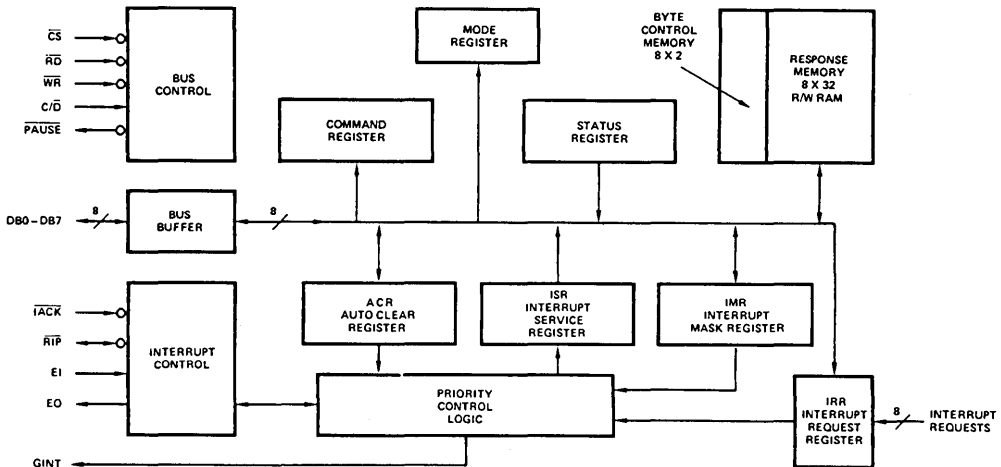 CS
RD
WR
C/D
PAUSE
BUS
CONTROL
MODE
REGISTER
BYTE
CONTROL
MEMORY
8 X 2
RESPONSE
MEMORY
8 X 32
R/W RAM
COMMAND
REGISTER
STATUS
REGISTER
DB0–DB7
8
BUS
BUFFER
8
ACR
AUTO CLEAR
REGISTER
ISR
INTERRUPT
SERVICE
REGISTER
IMR
INTERRUPT
MASK REGISTER
IACK
RIP
EI
EO
INTERRUPT
CONTROL
PRIORITY
CONTROL
LOGIC
IRR
INTERRUPT
REQUEST
REGISTER
8
INTERRUPT
REQUESTS
GINT